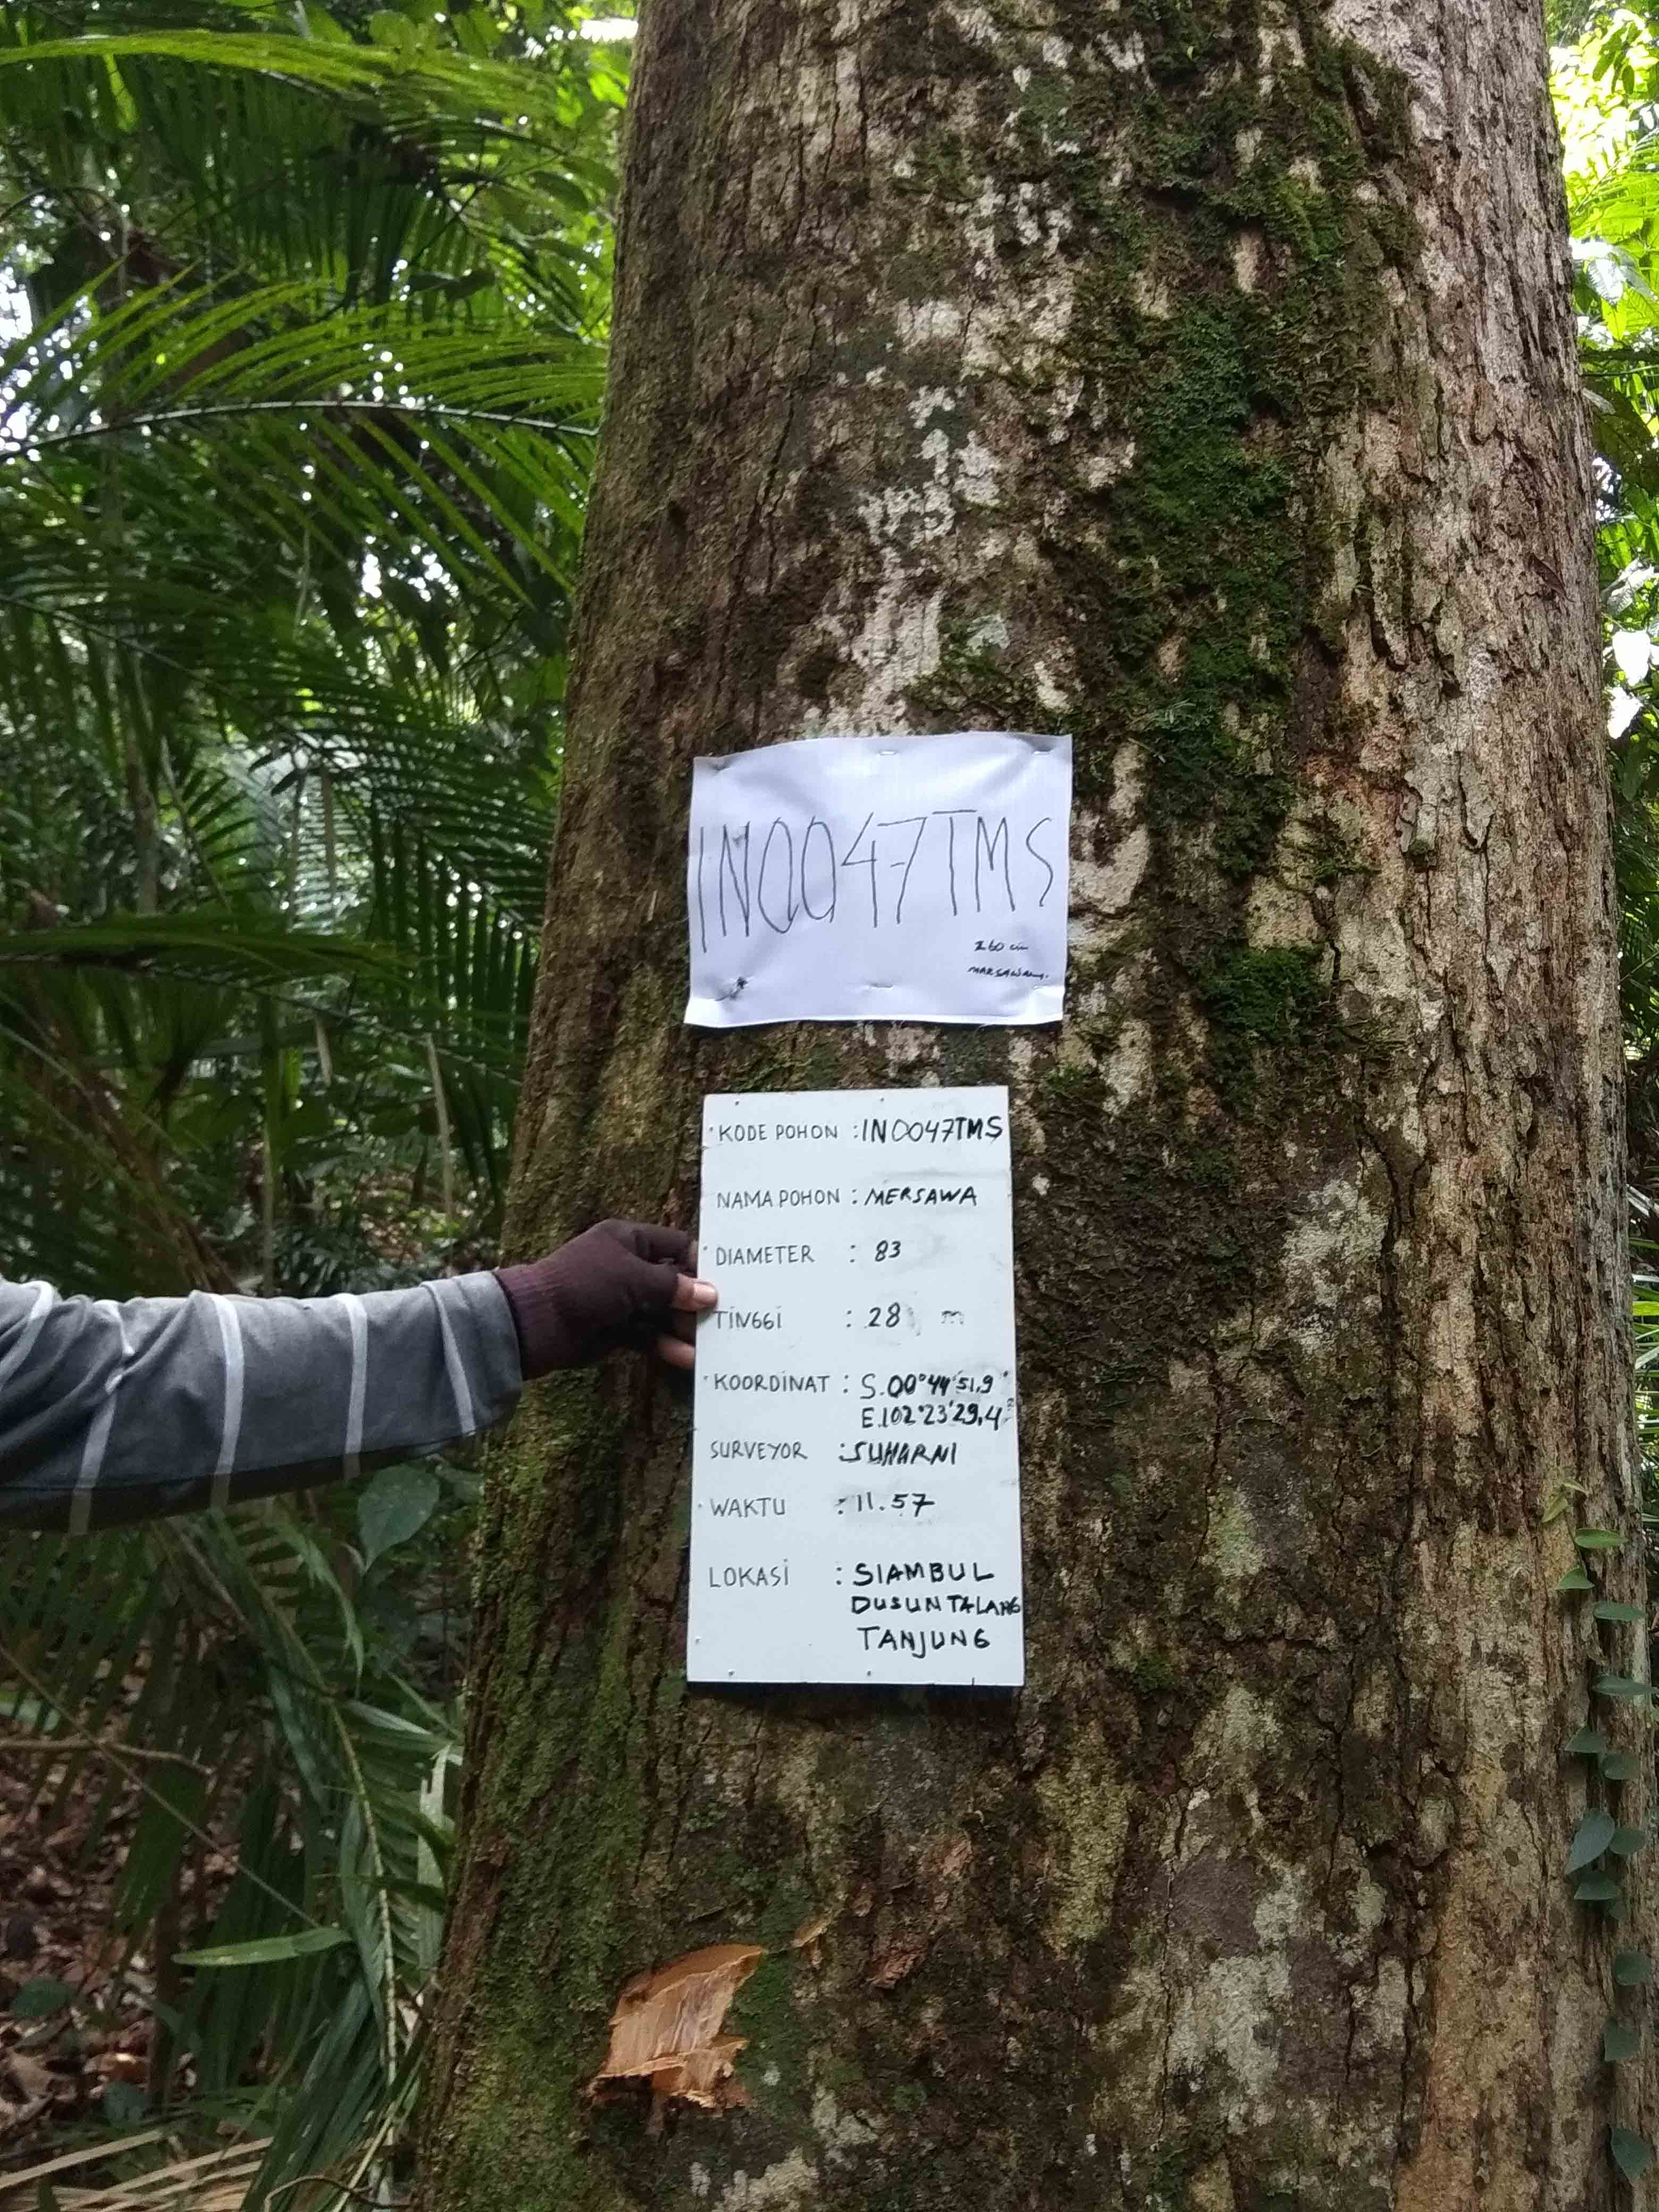 IN0047TMS
260 cm
KODE POHON : IN0047TMS
NAMA POHON : MERSAWA
DIAMETER : 83
TINGGI : 28 m
KOORDINAT : S.00°44'51,9"
E.102°23'29,4"
SURVEYOR : SUHARNI
WAKTU : 11.57
LOKASI : SIAMBUL
DUSUN TALANG
TANJUNG